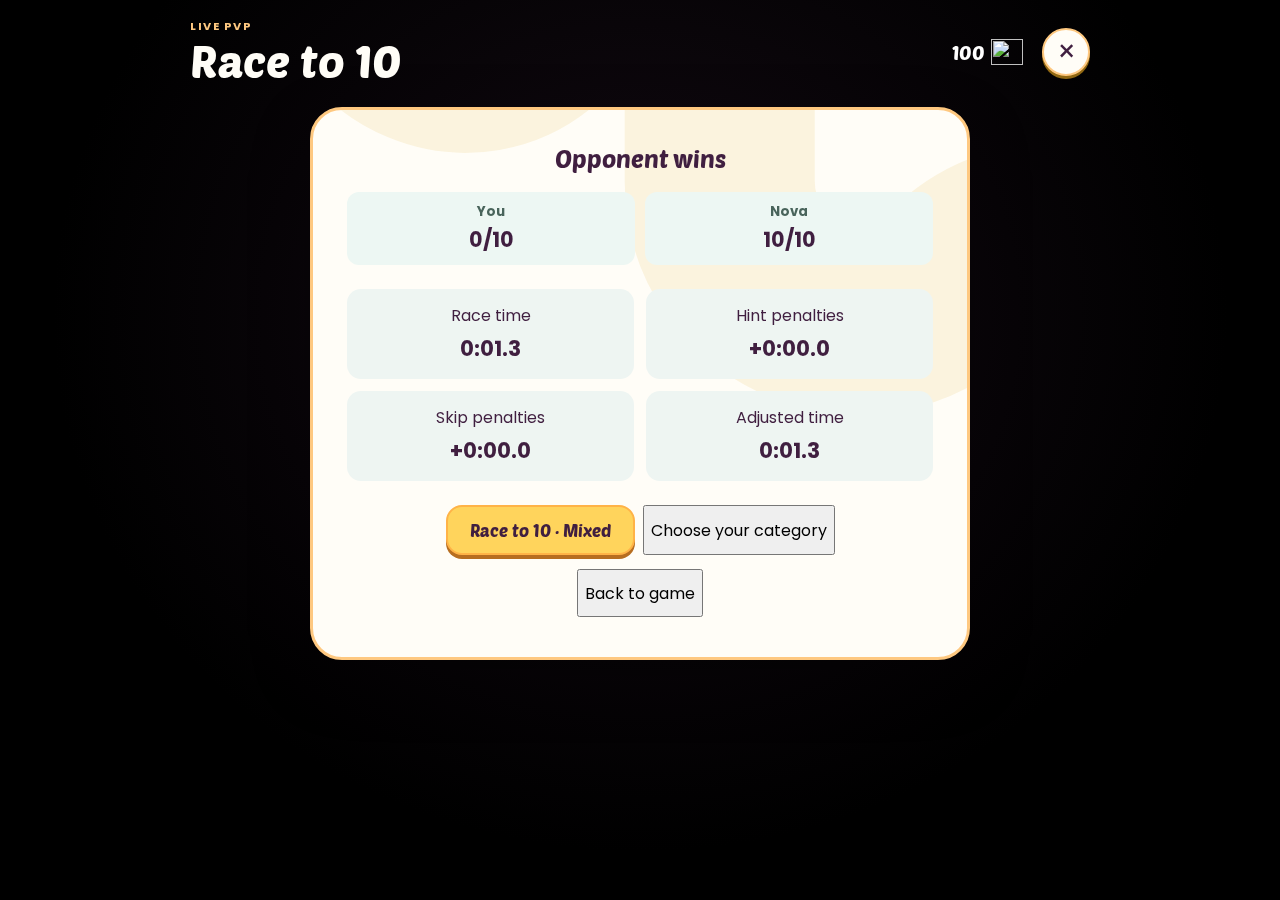 LIVE PVP
Race to 10
100
×
Opponent wins
You
0/10
Nova
10/10
Race time
0:01.3
Hint penalties
+0:00.0
Skip penalties
+0:00.0
Adjusted time
0:01.3
Race to 10 · Mixed
Choose your category
Back to game